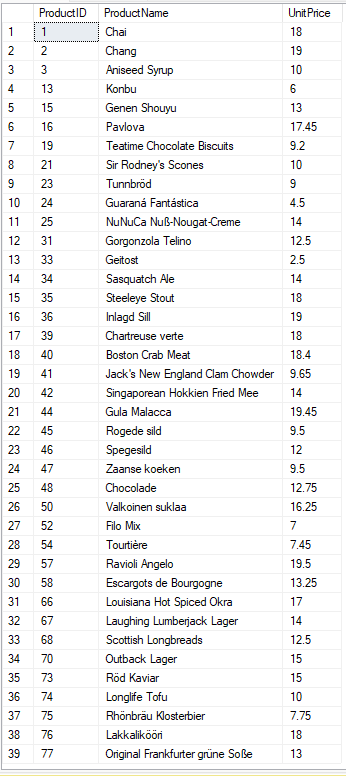 ProductID ProductName UnitPrice
1 1 Chai 18
2 2 Chang 19
3 3 Aniseed Syrup 10
4 13 Konbu 6
5 15 Genen Shouyu 13
6 16 Pavlova 17.45
7 19 Teatime Chocolate Biscuits 9.2
8 21 Sir Rodney's Scones 10
9 23 Tunnbröd 9
10 24 Guaraná Fantástica 4.5
11 25 NuNuCa Nuß-Nougat-Creme 14
12 31 Gorgonzola Telino 12.5
13 33 Geitost 2.5
14 34 Sasquatch Ale 14
15 35 Steeleye Stout 18
16 36 Inlagd Sill 19
17 39 Chartreuse verte 18
18 40 Boston Crab Meat 18.4
19 41 Jack's New England Clam Chowder 9.65
20 42 Singaporean Hokkien Fried Mee 14
21 44 Gula Malacca 19.45
22 45 Rogede sild 9.5
23 46 Spegesild 12
24 47 Zaanse koeken 9.5
25 48 Chocolade 12.75
26 50 Valkoinen suklaa 16.25
27 52 Filo Mix 7
28 54 Tourtière 7.45
29 57 Ravioli Angelo 19.5
30 58 Escargots de Bourgogne 13.25
31 66 Louisiana Hot Spiced Okra 17
32 67 Laughing Lumberjack Lager 14
33 68 Scottish Longbreads 12.5
34 70 Outback Lager 15
35 73 Röd Kaviar 15
36 74 Longlife Tofu 10
37 75 Rhönbräu Klosterbier 7.75
38 76 Lakkalikööri 18
39 77 Original Frankfurter grüne Soße 13